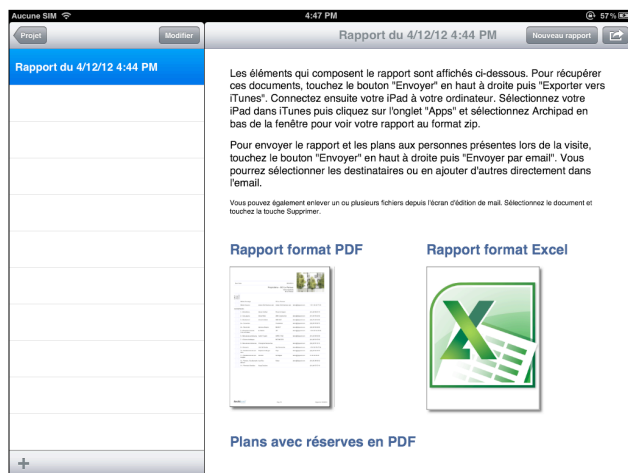 Aucune SIM 4:47 PM 57%
Projet Modifier Rapport du 4/12/12 4:44 PM Nouveau rapport
Rapport du 4/12/12 4:44 PM
Les éléments qui composent le rapport sont affichés ci-dessous. Pour récupérer
ces documents, touchez le bouton "Envoyer" en haut à droite puis "Exporter vers
iTunes". Connectez ensuite votre iPad à votre ordinateur. Sélectionnez votre
iPad dans iTunes puis cliquez sur l'onglet "Apps" et sélectionnez Archipad en
bas de la fenêtre pour voir votre rapport au format zip.
Pour envoyer le rapport et les plans aux personnes présentes lors de la visite,
touchez le bouton "Envoyer" en haut à droite puis "Envoyer par email". Vous
pourrez sélectionner les destinataires ou en ajouter d'autres directement dans
l'email.
Vous pouvez également enlever un ou plusieurs fichiers depuis l'écran d'édition de mail. Sélectionnez le document et
touchez la touche Supprimer.
Rapport format PDF Rapport format Excel
Plans avec réserves en PDF